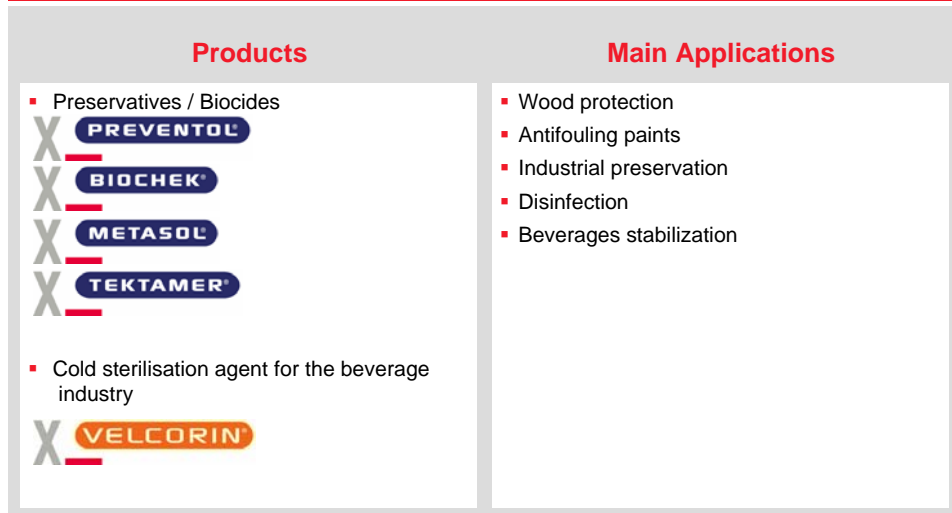 Products
Preservatives / Biocides
X PREVENTOL®
X BIOCHEK®
X METASOL®
X TEKTAMER®
Cold sterilisation agent for the beverage
industry
X VELCORIN®
Main Applications
Wood protection
Antifouling paints
Industrial preservation
Disinfection
Beverages stabilization